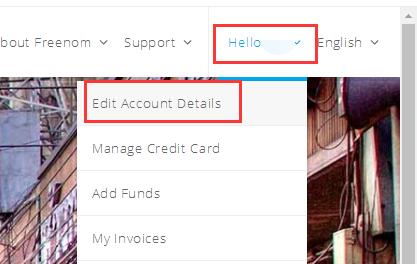 bout Freenom Support Hello English
Edit Account Details
Manage Credit Card
Add Funds
My Invoices